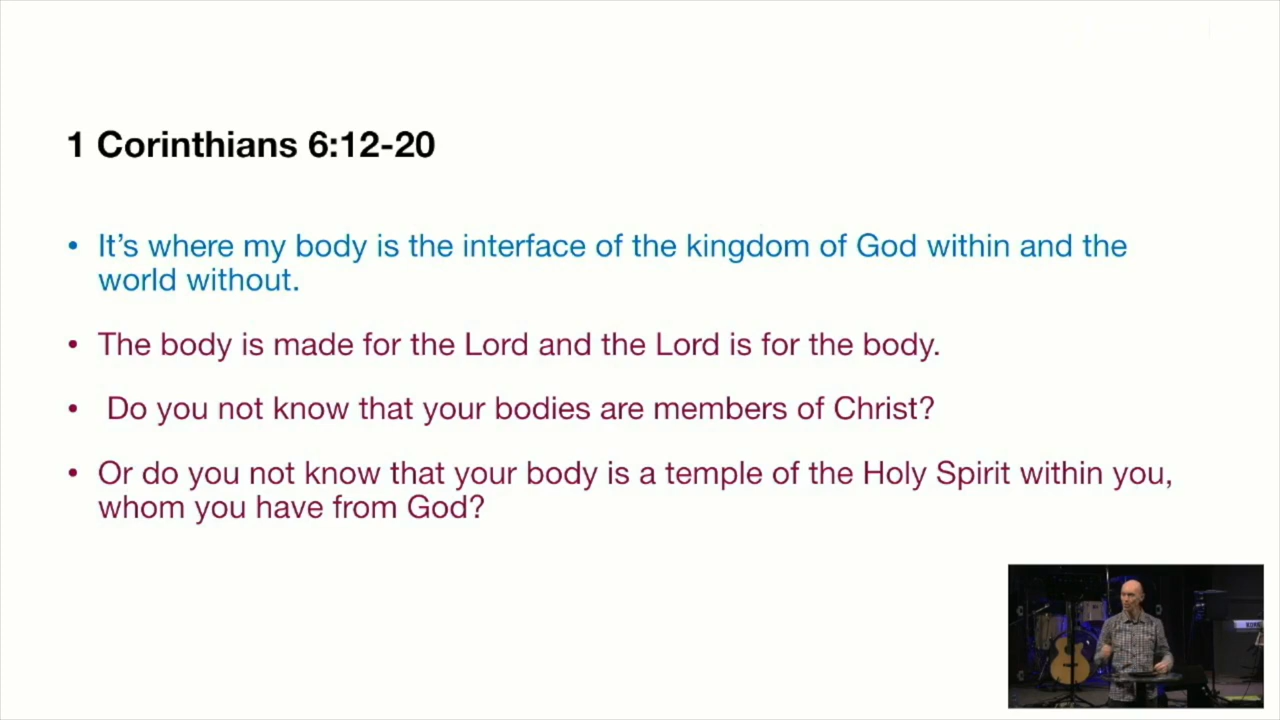 1 Corinthians 6:12-20
• It’s where my body is the interface of the kingdom of God within and the
world without.
• The body is made for the Lord and the Lord is for the body.
• Do you not know that your bodies are members of Christ?
• Or do you not know that your body is a temple of the Holy Spirit within you,
whom you have from God?
KORG